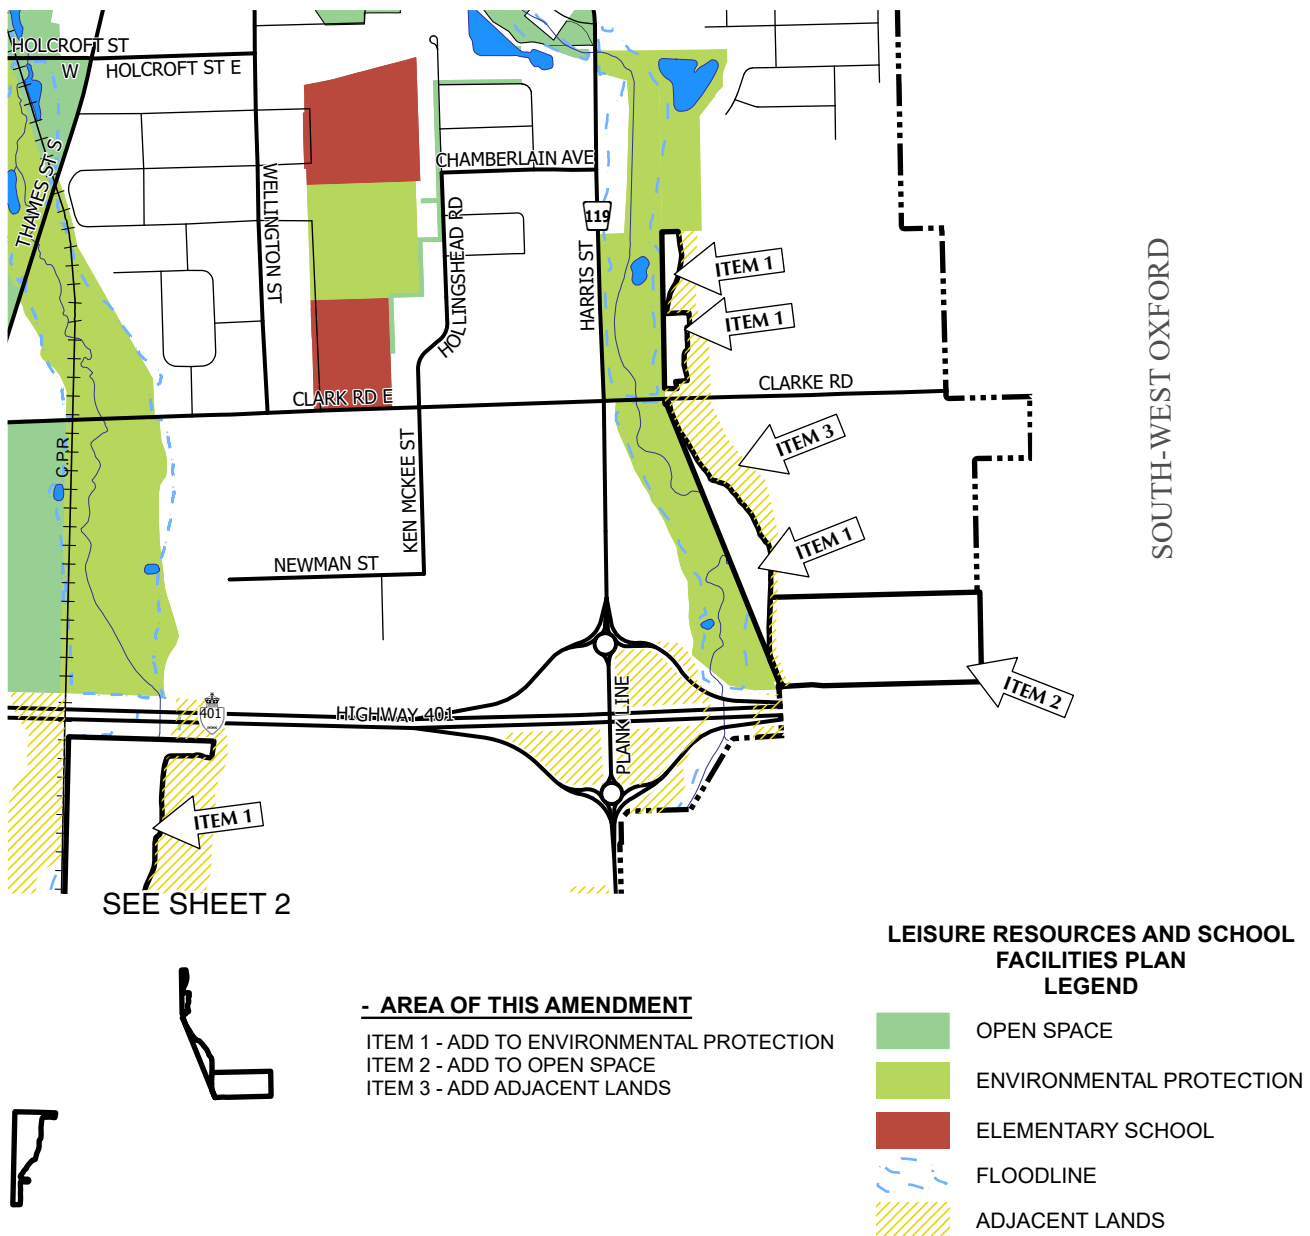 HOLCROFT ST
W
HOLCROFT ST E
THAMES ST S
WELLINGTON ST
CHAMBERLAIN AVE
119
HOLLINGSHEAD RD
HARRIS ST
ITEM 1
ITEM 1
CLARK RD E
CLARKE RD
C.P.R.
KEN MCKEE ST
ITEM 3
ITEM 1
NEWMAN ST
SOUTH-WEST OXFORD
ITEM 2
401
HIGHWAY 401
PLANK LINE
ITEM 1
SEE SHEET 2
- AREA OF THIS AMENDMENT
ITEM 1 - ADD TO ENVIRONMENTAL PROTECTION
ITEM 2 - ADD TO OPEN SPACE
ITEM 3 - ADD ADJACENT LANDS
LEISURE RESOURCES AND SCHOOL
FACILITIES PLAN
LEGEND
OPEN SPACE
ENVIRONMENTAL PROTECTION
ELEMENTARY SCHOOL
FLOODLINE
ADJACENT LANDS